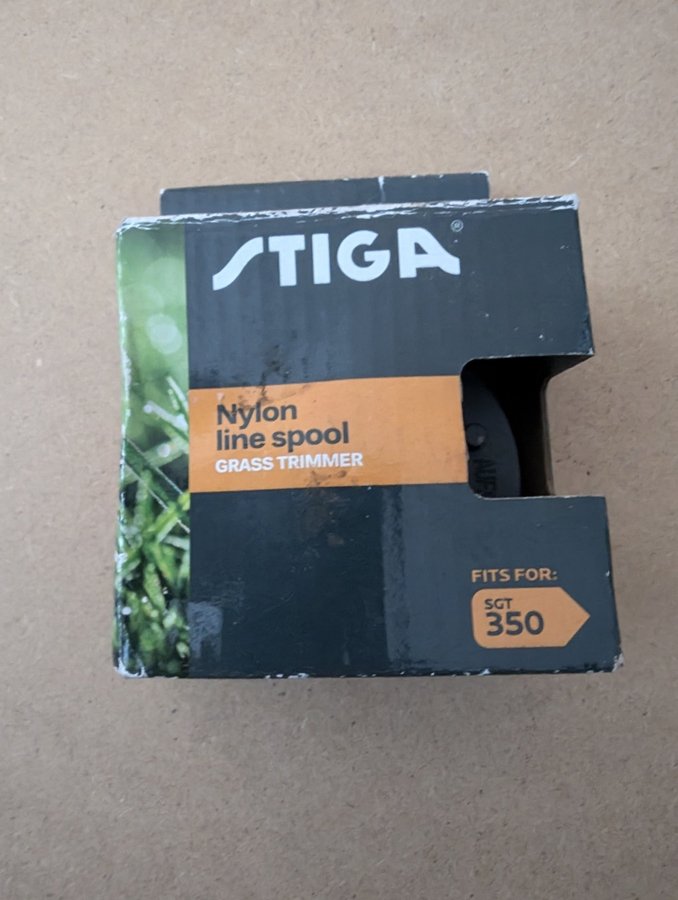 STIGA®
Nylon
line spool
GRASS TRIMMER
FITS FOR:
SGT
350